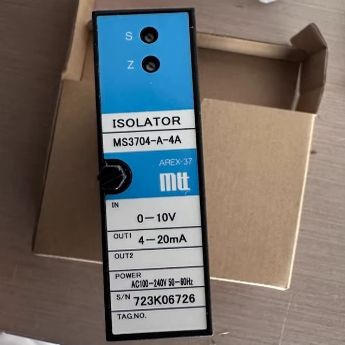 S
Z
ISOLATOR
MS3704-A-4A
AREX-37
mtt
IN
0-10V
OUT1 4-20mA
OUT2
POWER
AC100-240V 50-60Hz
S/N 723K06726
TAG.NO.